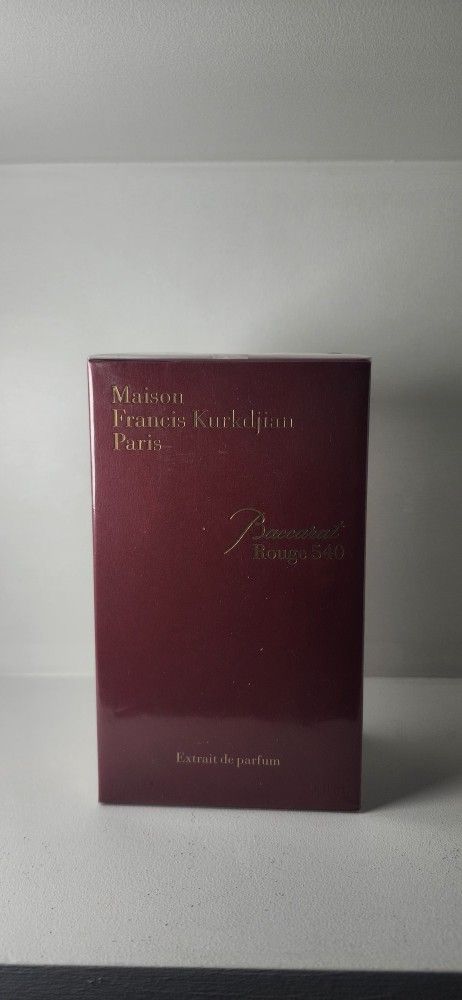 Maison
Francis Kurkdjian
Paris
Baccarat
Rouge 540
Extrait de parfum